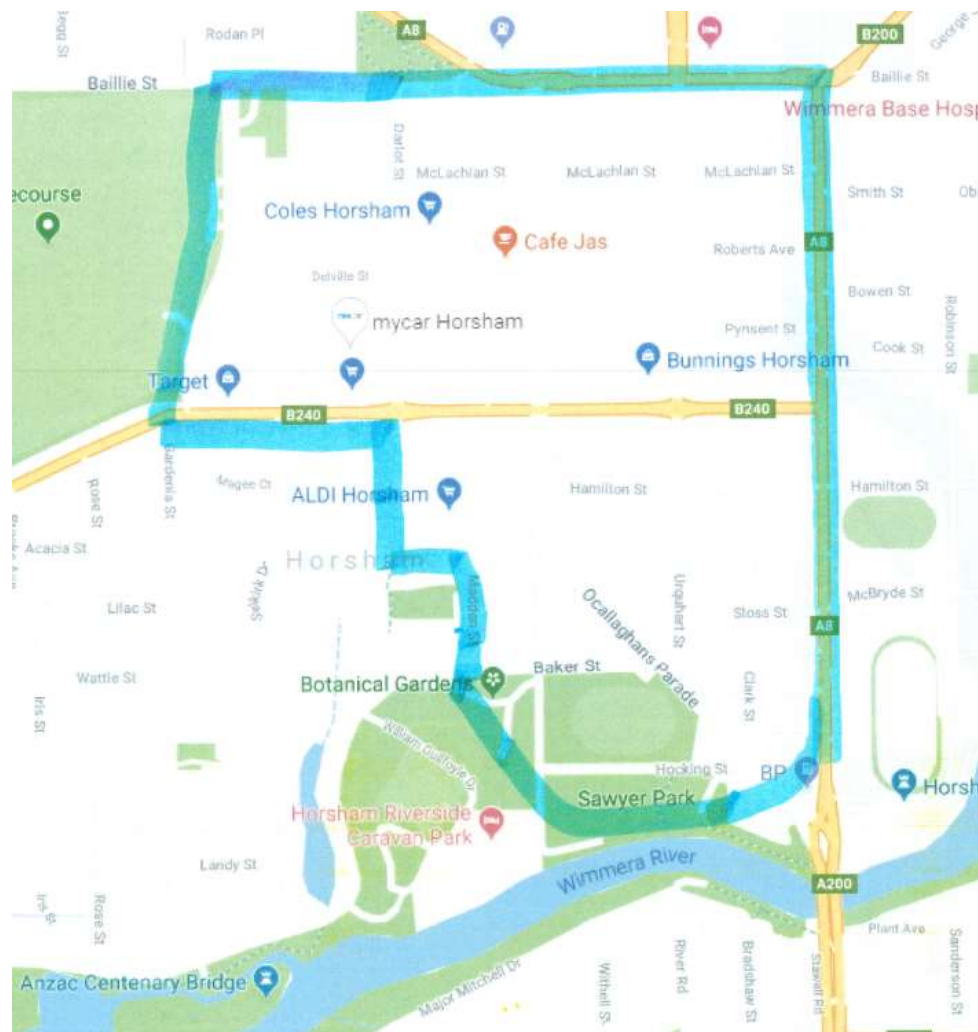 Begg St
Rodan Pl
A8
B200
George
Baillie St
Baillie St
Wimmera Base Hosp
Darlot St
McLachlan St
McLachlan St
McLachlan St
ecourse
Smith St
Ob
Coles Horsham
Cafe Jas
A8
Roberts Ave
Delville St
Bowen St
Robinson St
mycar Horsham
Pynsent St
Cook St
Bunnings Horsham
Target
B240
B240
Gardenia St
Rose St
Magee Ct
ALDI Horsham
Hamilton St
Hamilton St
Acacia St
Horsham
Selkirk Dr
Lilac St
Madden St
Urquhart St
Sloss St
McBryde St
A8
Ocallaghans Parade
Baker St
Wattle St
Botanical Gardens
Iris St
Clark St
William Guilfoyle Dr
Hocking St
BP
Horsh
Sawyer Park
Horsham Riverside
Caravan Park
Landy St
Wimmera River
A200
Rose St
Plant Ave
Anzac Centenary Bridge
Major Mitchell Dr
Withell St
River Rd
Bradshaw St
Stawell Rd
Sanderson St